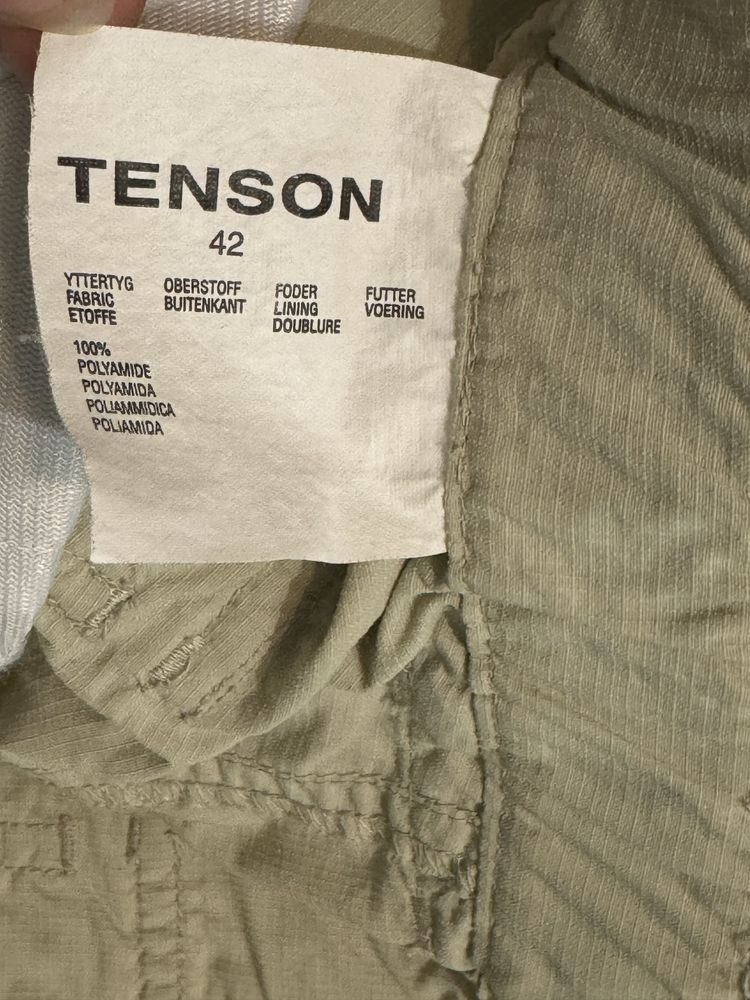 TENSON
42
YTTERTYG
FABRIC
ETOFFE
OBERSTOFF
BUITENKANT
FODER
LINING
DOUBLURE
FUTTER
VOERING
100%
POLYAMIDE
POLYAMIDA
POLIAMMIDICA
POLIAMIDA